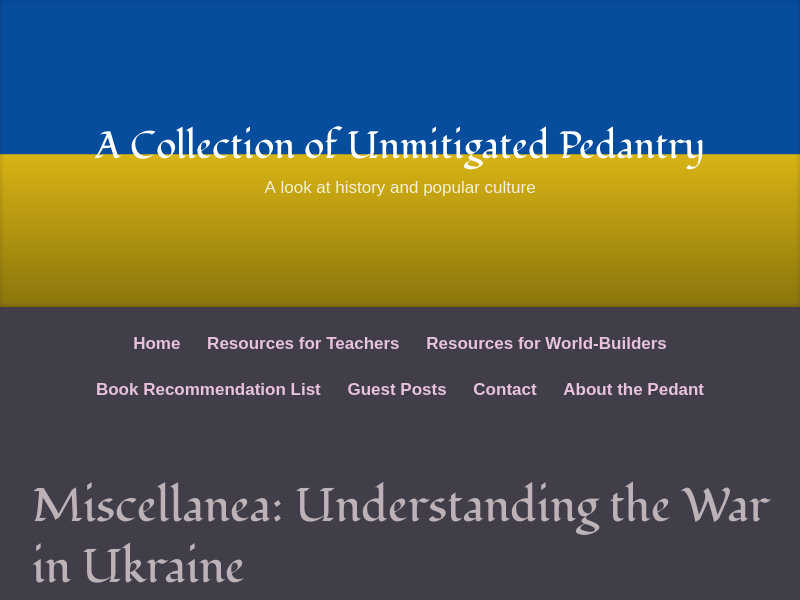 A Collection of Unmitigated Pedantry
A look at history and popular culture
Home Resources for Teachers Resources for World-Builders
Book Recommendation List Guest Posts Contact About the Pedant
Miscellanea: Understanding the War
in Ukraine